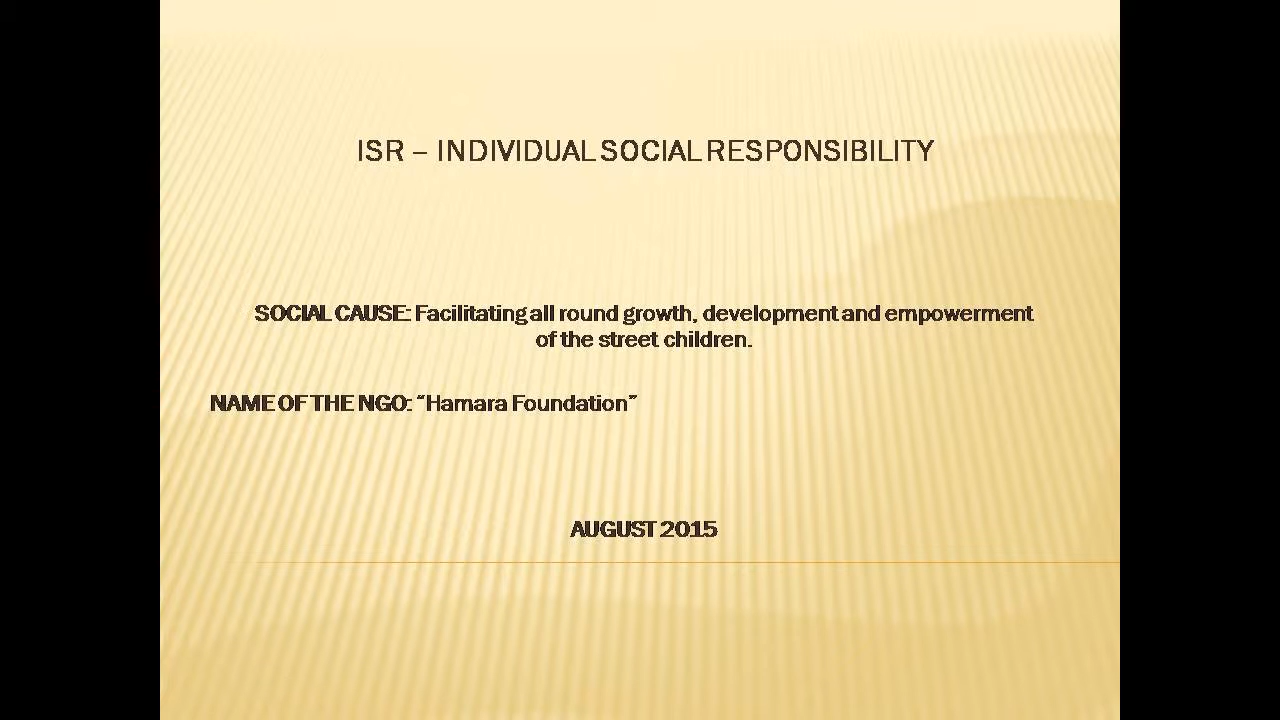 ISR – INDIVIDUAL SOCIAL RESPONSIBILITY
SOCIAL CAUSE: Facilitating all round growth, development and empowerment
of the street children.
NAME OF THE NGO: “Hamara Foundation”
AUGUST 2015